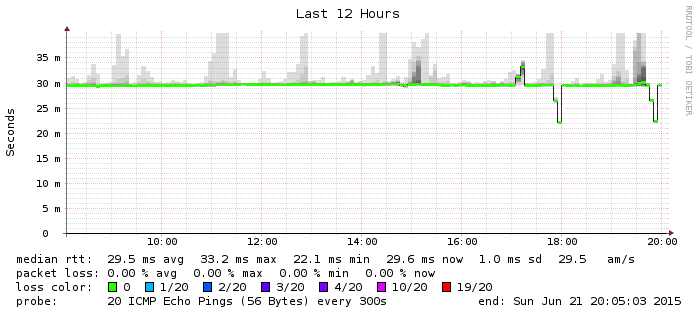 Last 12 Hours
RRDTOOL / TOBI OETIKER
Seconds
35 m
30 m
25 m
20 m
15 m
10 m
5 m
0
10:00 12:00 14:00 16:00 18:00 20:00
median rtt: 29.5 ms avg 33.2 ms max 22.1 ms min 29.6 ms now 1.0 ms sd 29.5 am/s
packet loss: 0.00 % avg 0.00 % max 0.00 % min 0.00 % now
loss color: 0 1/20 2/20 3/20 4/20 10/20 19/20
probe: 20 ICMP Echo Pings (56 Bytes) every 300s end: Sun Jun 21 20:05:03 2015